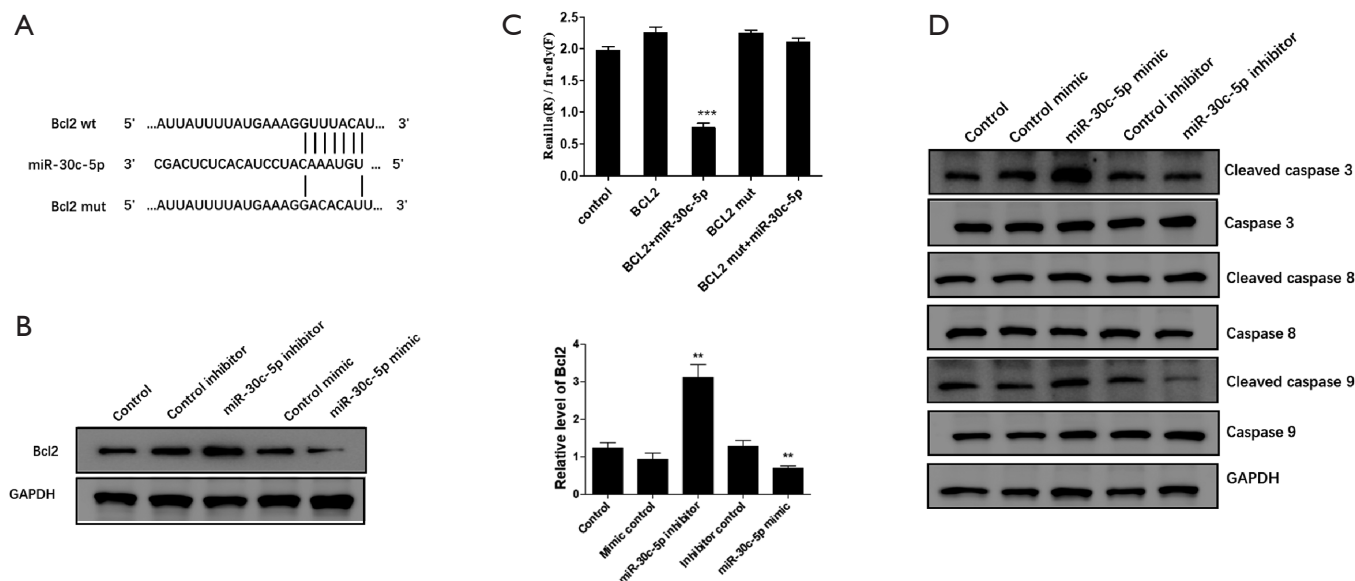 A
Bcl2 wt 5' ...AUUAUUUUAUGAAAGGUUUACAU... 3'
miR-30c-5p 3' CGACUCUCACAUCCUACAAAUGU ... 5'
Bcl2 mut 5' ...AUUAUUUUAUGAAAGGACACAUU... 3'
B
Control
Control inhibitor
miR-30c-5p inhibitor
Control mimic
miR-30c-5p mimic
Bcl2
GAPDH
C
Renilla(R) / firefly(F)
2.5
2.0
1.5
1.0
0.5
0.0
***
control
BCL2
BCL2+miR-30c-5p
BCL2 mut
BCL2 mut+miR-30c-5p
Relative level of Bcl2
4
3
2
1
0
**
**
Control
Mimic control
miR-30c-5p inhibitor
Inhibitor control
miR-30c-5p mimic
D
Control
Control mimic
miR-30c-5p mimic
Control inhibitor
miR-30c-5p inhibitor
Cleaved caspase 3
Caspase 3
Cleaved caspase 8
Caspase 8
Cleaved caspase 9
Caspase 9
GAPDH